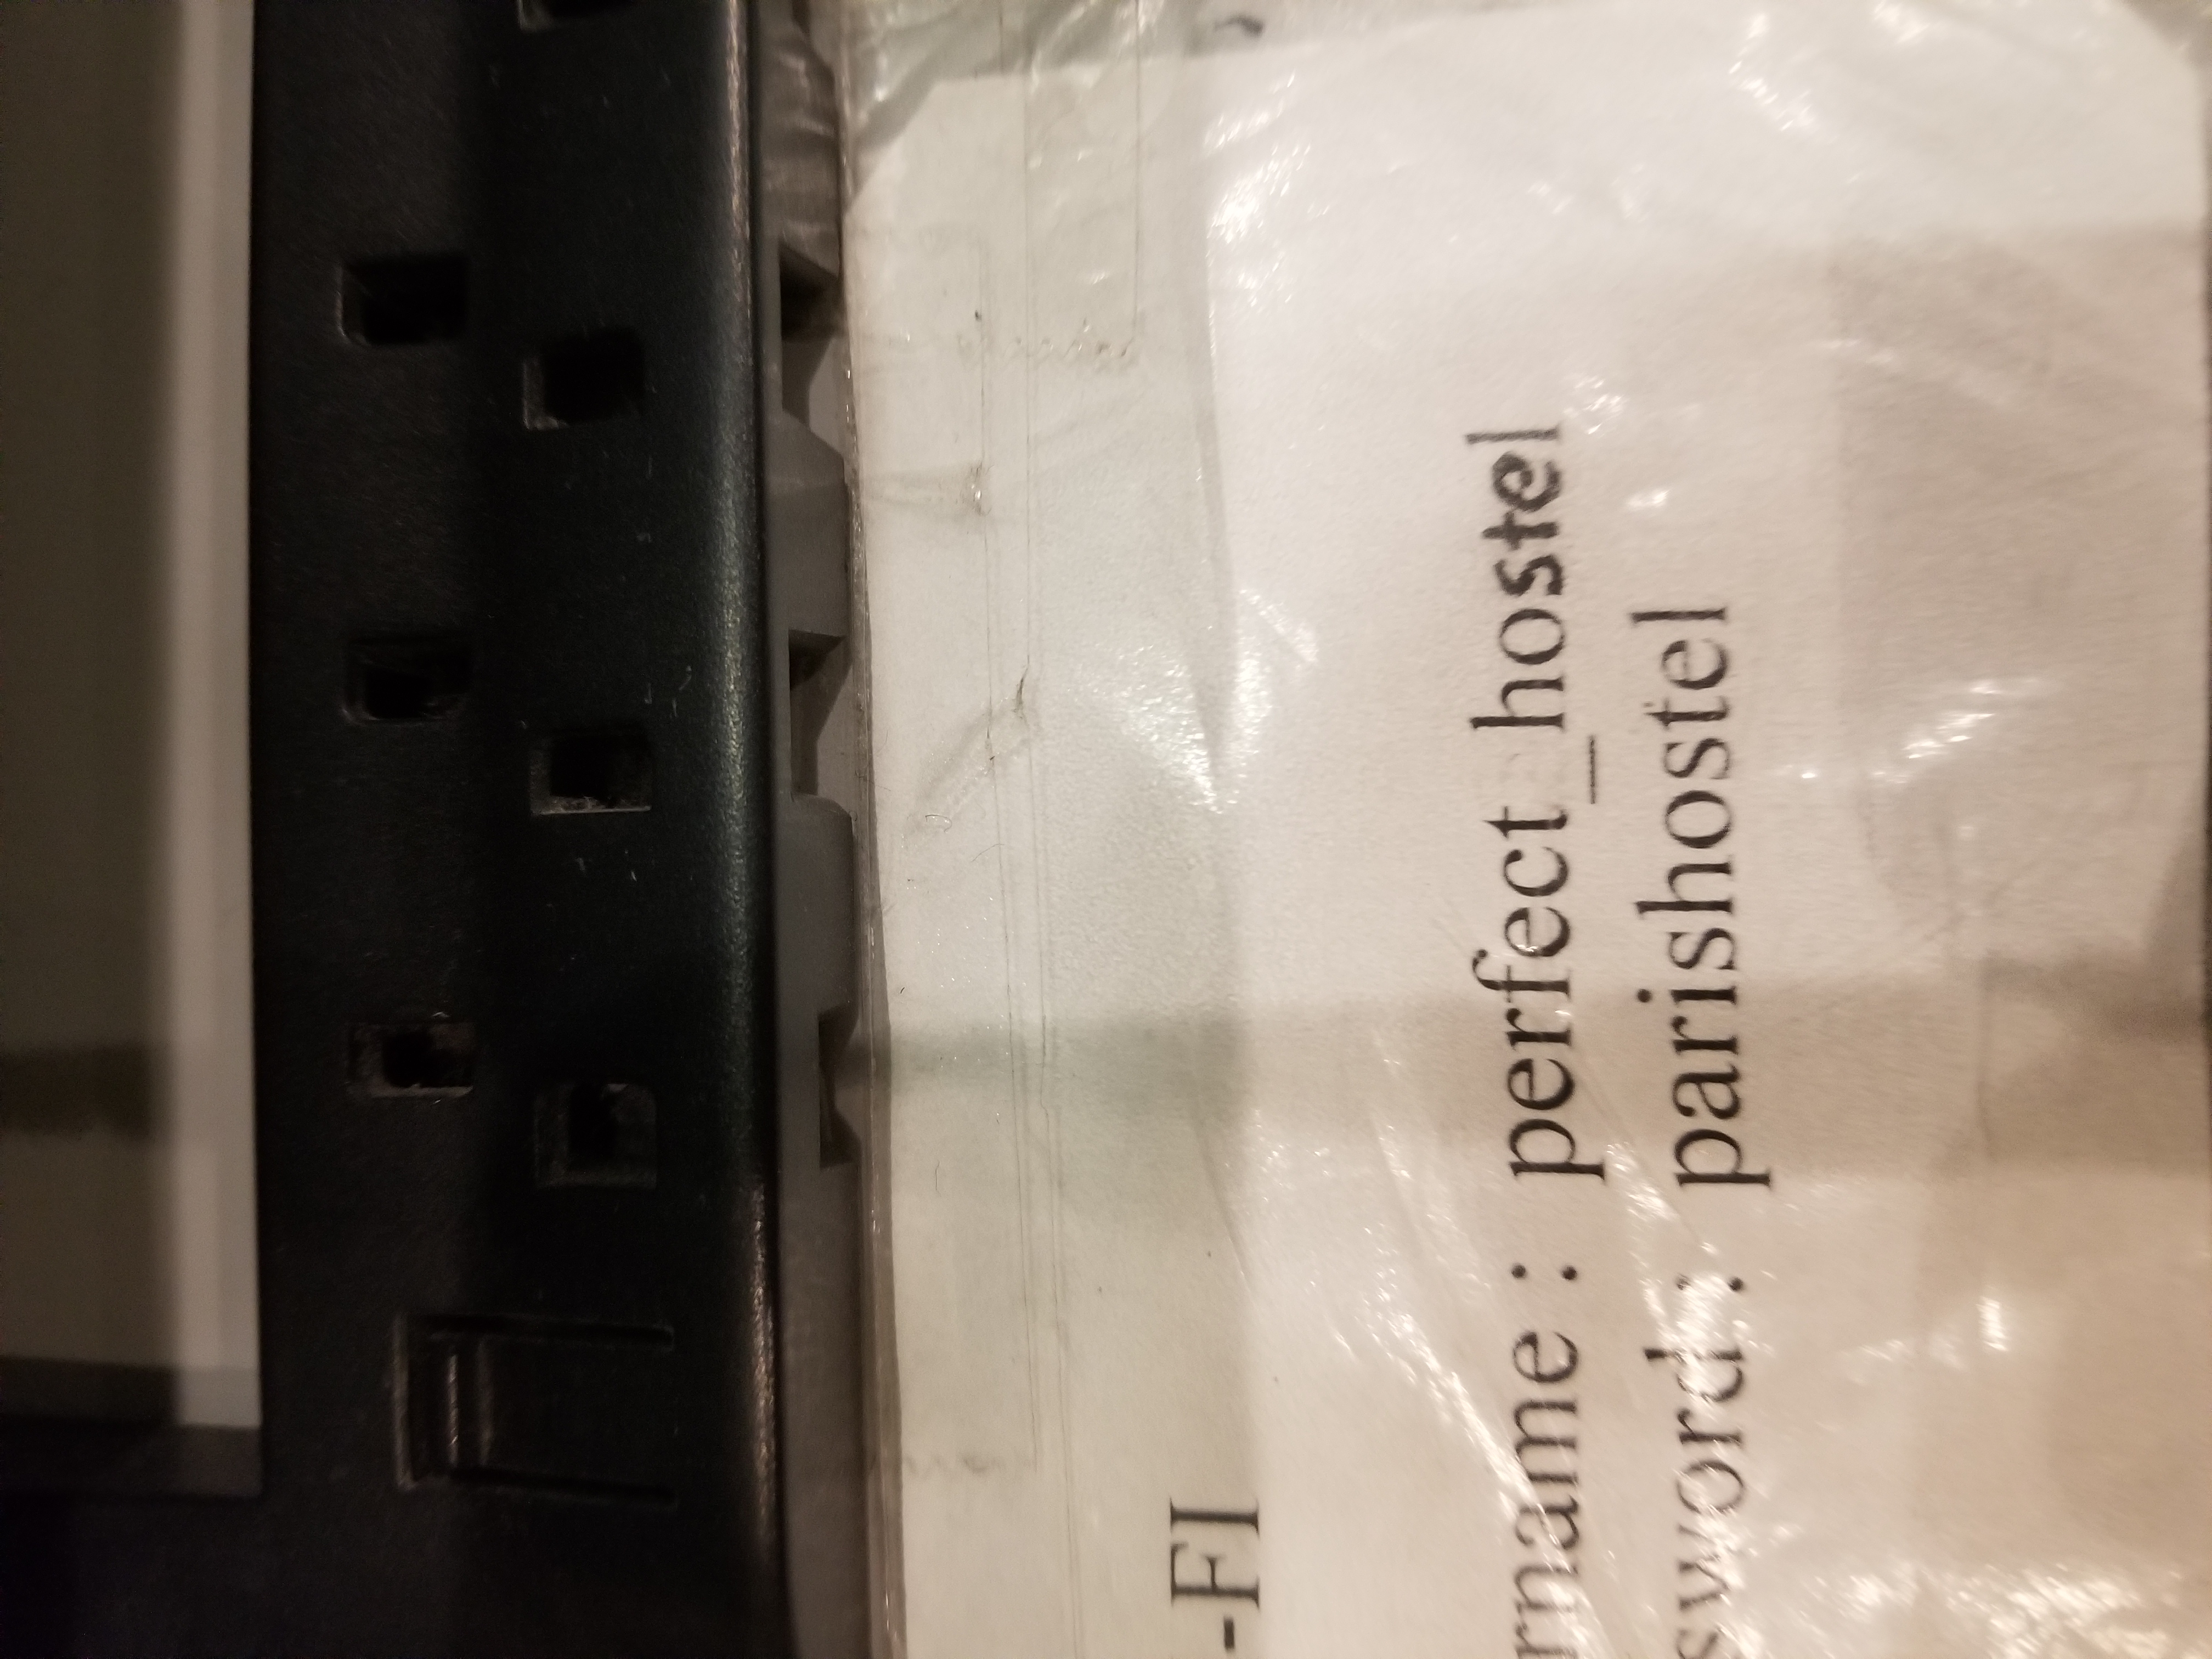 -FI
rname : perfect_hostel
sword : parishostel